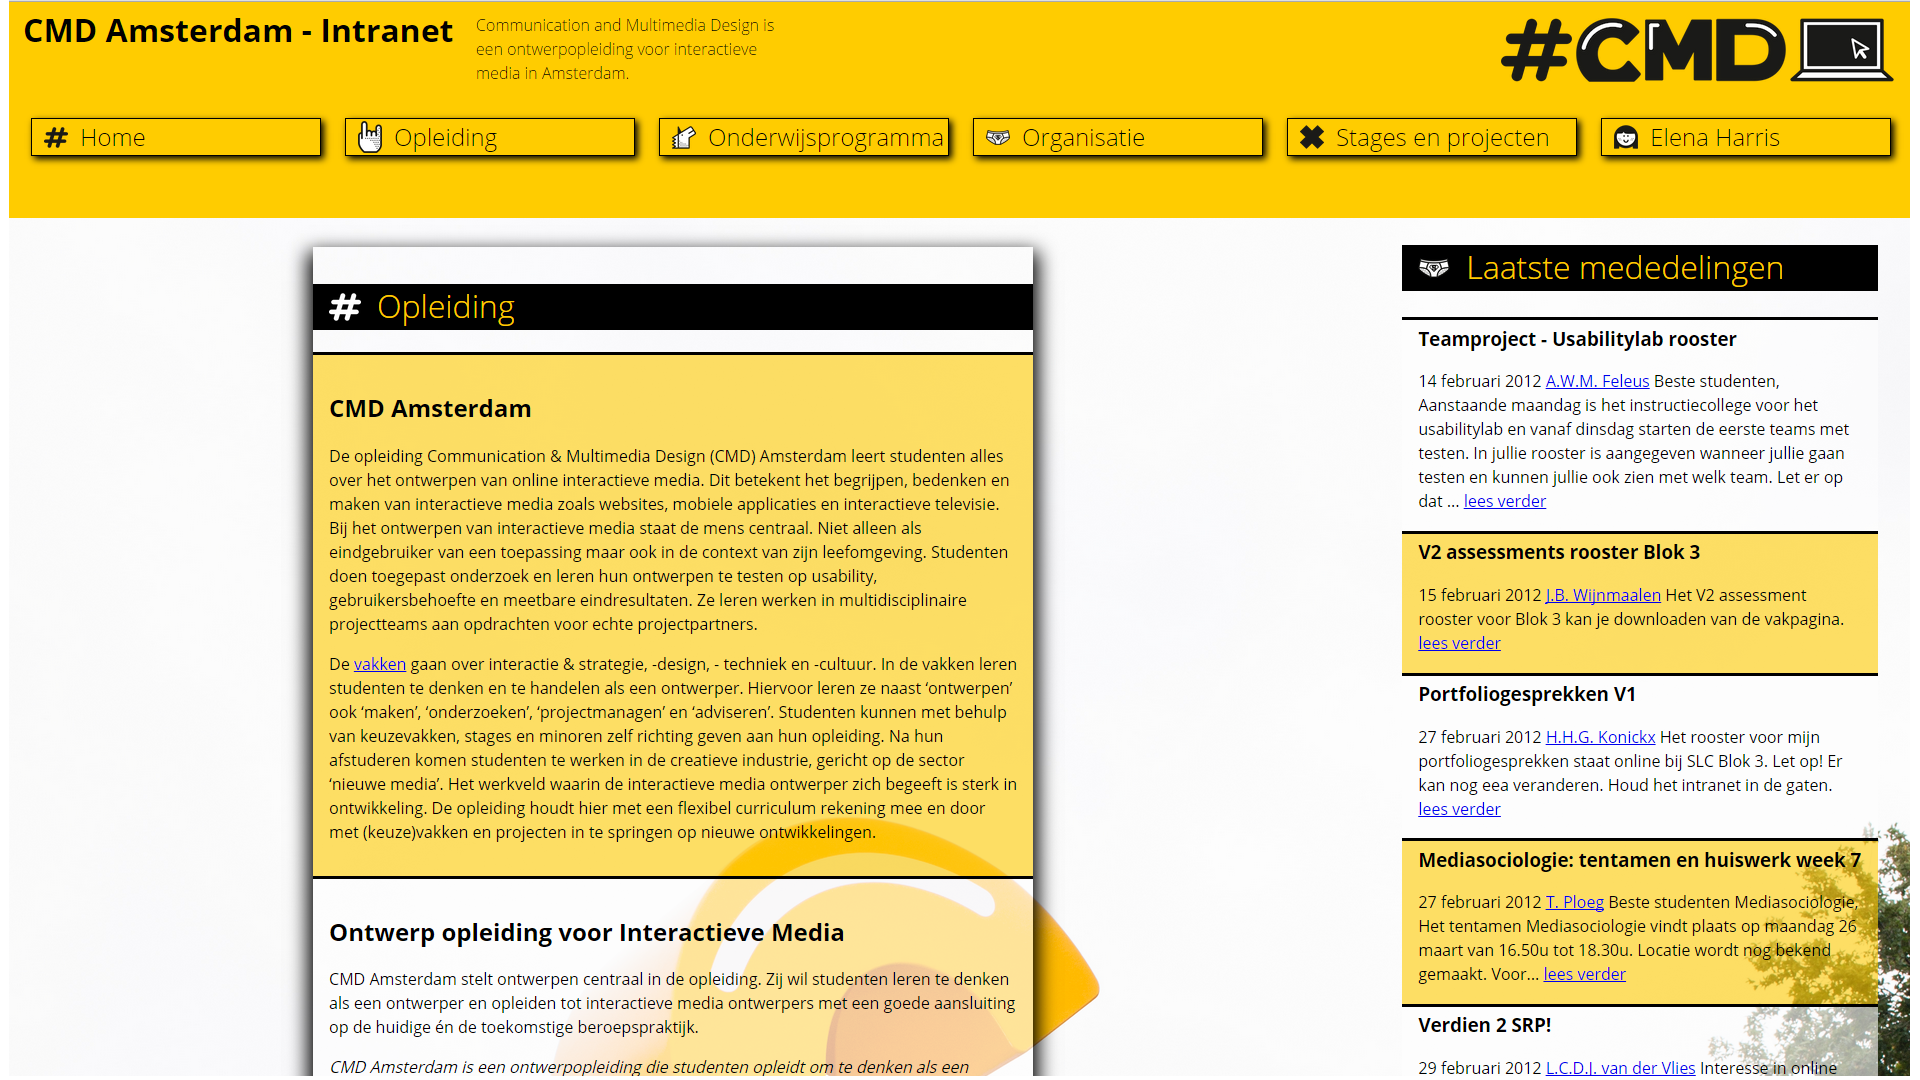 CMD Amsterdam - Intranet
Communication and Multimedia Design is
een ontwerpopleiding voor interactieve
media in Amsterdam.
#CMD
Home
Opleiding
Onderwijsprogramma
Organisatie
Stages en projecten
Elena Harris
# Opleiding
CMD Amsterdam
De opleiding Communication & Multimedia Design (CMD) Amsterdam leert studenten alles
over het ontwerpen van online interactieve media. Dit betekent het begrijpen, bedenken en
maken van interactieve media zoals websites, mobiele applicaties en interactieve televisie.
Bij het ontwerpen van interactieve media staat de mens centraal. Niet alleen als
eindgebruiker van een toepassing maar ook in de context van zijn leefomgeving. Studenten
doen toegepast onderzoek en leren hun ontwerpen te testen op usability,
gebruikersbehoefte en meetbare eindresultaten. Ze leren werken in multidisciplinaire
projectteams aan opdrachten voor echte projectpartners.
De vakken gaan over interactie & strategie, -design, - techniek en -cultuur. In de vakken leren
studenten te denken en te handelen als een ontwerper. Hiervoor leren ze naast ‘ontwerpen’
ook ‘maken’, ‘onderzoeken’, ‘projectmanagen’ en ‘adviseren’. Studenten kunnen met behulp
van keuzevakken, stages en minoren zelf richting geven aan hun opleiding. Na hun
afstuderen komen studenten te werken in de creatieve industrie, gericht op de sector
‘nieuwe media’. Het werkveld waarin de interactieve media ontwerper zich begeeft is sterk in
ontwikkeling. De opleiding houdt hier met een flexibel curriculum rekening mee en door
met (keuze)vakken en projecten in te springen op nieuwe ontwikkelingen.
Ontwerp opleiding voor Interactieve Media
CMD Amsterdam stelt ontwerpen centraal in de opleiding. Zij wil studenten leren te denken
als een ontwerper en opleiden tot interactieve media ontwerpers met een goede aansluiting
op de huidige én de toekomstige beroepspraktijk.
CMD Amsterdam is een ontwerpopleiding die studenten opleidt om te denken als een
Laatste mededelingen
Teamproject - Usabilitylab rooster
14 februari 2012 A.W.M. Feleus Beste studenten,
Aanstaande maandag is het instructiecollege voor het
usabilitylab en vanaf dinsdag starten de eerste teams met
testen. In jullie rooster is aangegeven wanneer jullie gaan
testen en kunnen jullie ook zien met welk team. Let er op
dat ... lees verder
V2 assessments rooster Blok 3
15 februari 2012 J.B. Wijnmaalen Het V2 assessment
rooster voor Blok 3 kan je downloaden van de vakpagina.
lees verder
Portfoliogesprekken V1
27 februari 2012 H.H.G. Konickx Het rooster voor mijn
portfoliogesprekken staat online bij SLC Blok 3. Let op! Er
kan nog eea veranderen. Houd het intranet in de gaten.
lees verder
Mediasociologie: tentamen en huiswerk week 7
27 februari 2012 T. Ploeg Beste studenten Mediasociologie,
Het tentamen Mediasociologie vindt plaats op maandag 26
maart van 16.50u tot 18.30u. Locatie wordt nog bekend
gemaakt. Voor... lees verder
Verdien 2 SRP!
29 februari 2012 L.C.D.J. van der Vlies Interesse in online